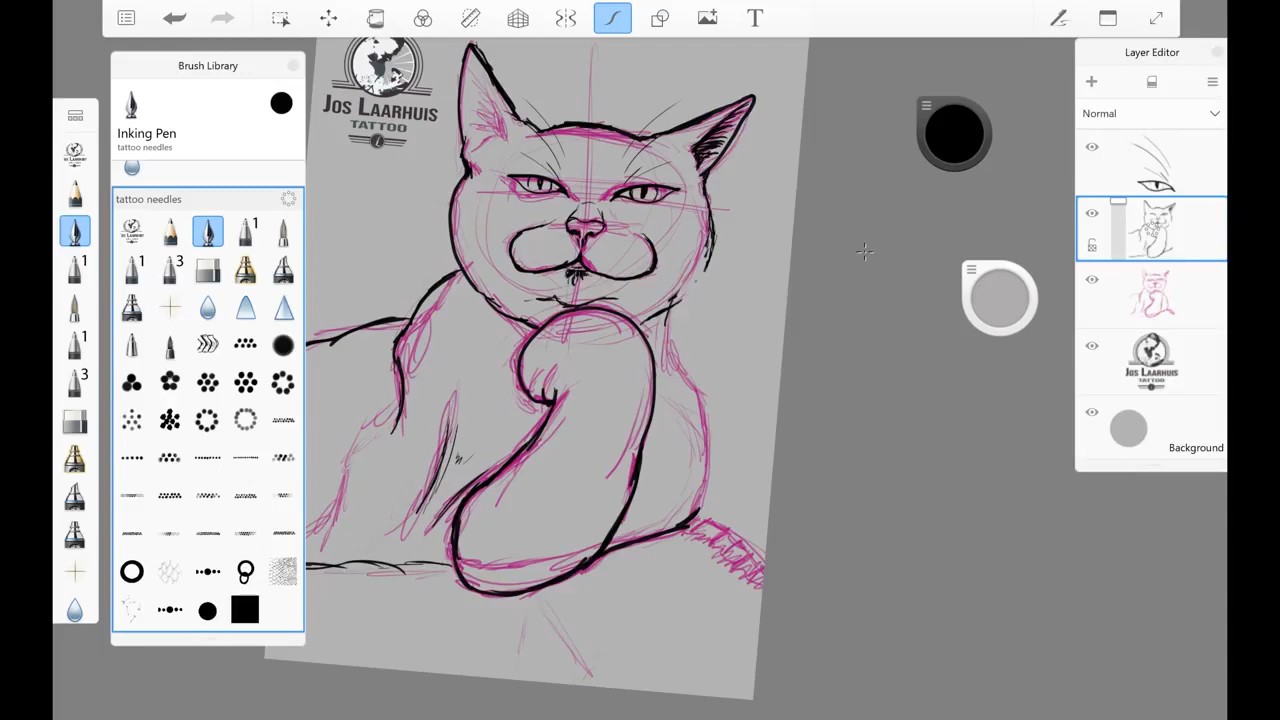 T
Brush Library
Inking Pen
tattoo needles
tattoo needles
1
1
3
1
1
3
JOS LAARHUIS
TATTOO
Layer Editor
Normal
JOS LAARHUIS
TATTOO
Background